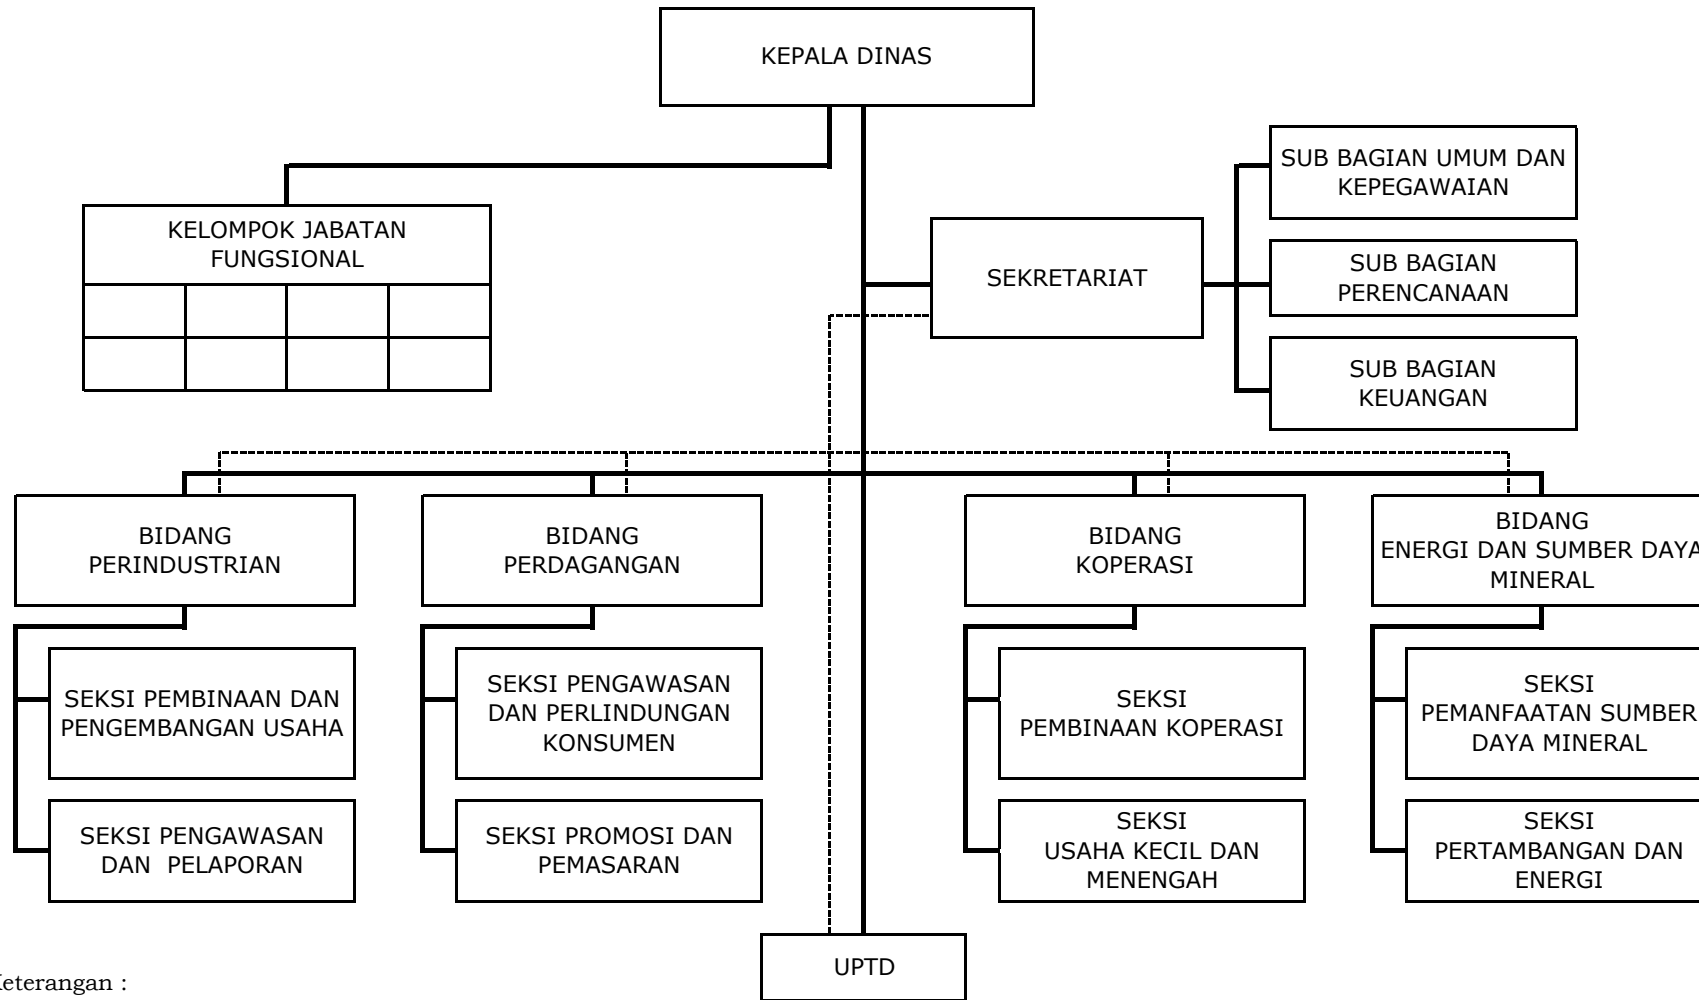 KEPALA DINAS
SUB BAGIAN UMUM DAN
KEPEGAWAIAN
KELOMPOK JABATAN
FUNGSIONAL
SEKRETARIAT
SUB BAGIAN
PERENCANAAN
SUB BAGIAN
KEUANGAN
BIDANG
PERINDUSTRIAN
BIDANG
PERDAGANGAN
BIDANG
KOPERASI
BIDANG
ENERGI DAN SUMBER DAYA
MINERAL
SEKSI PEMBINAAN DAN
PENGEMBANGAN USAHA
SEKSI PENGAWASAN
DAN PERLINDUNGAN
KONSUMEN
SEKSI
PEMBINAAN KOPERASI
SEKSI
PEMANFAATAN SUMBER
DAYA MINERAL
SEKSI PENGAWASAN
DAN  PELAPORAN
SEKSI PROMOSI DAN
PEMASARAN
SEKSI
USAHA KECIL DAN
MENENGAH
SEKSI
PERTAMBANGAN DAN
ENERGI
UPTD
Keterangan :